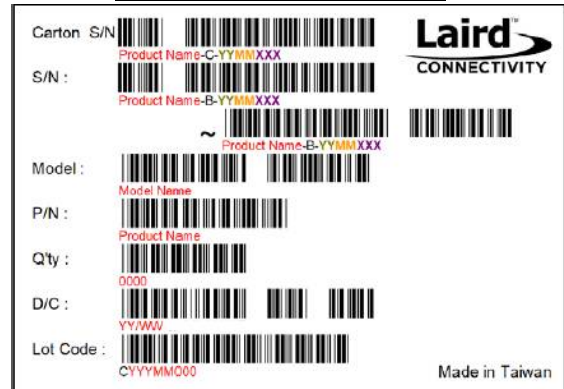 Carton S/N
Laird™
CONNECTIVITY
Product Name-C-YYMMXXX
S/N :
Product Name-B-YYMMXXX
~
Product Name-B-YYMMXXX
Model :
Model Name
P/N :
Product Name
Q'ty :
0000
D/C :
YY/WW
Lot Code :
CYYYMMO00
Made in Taiwan